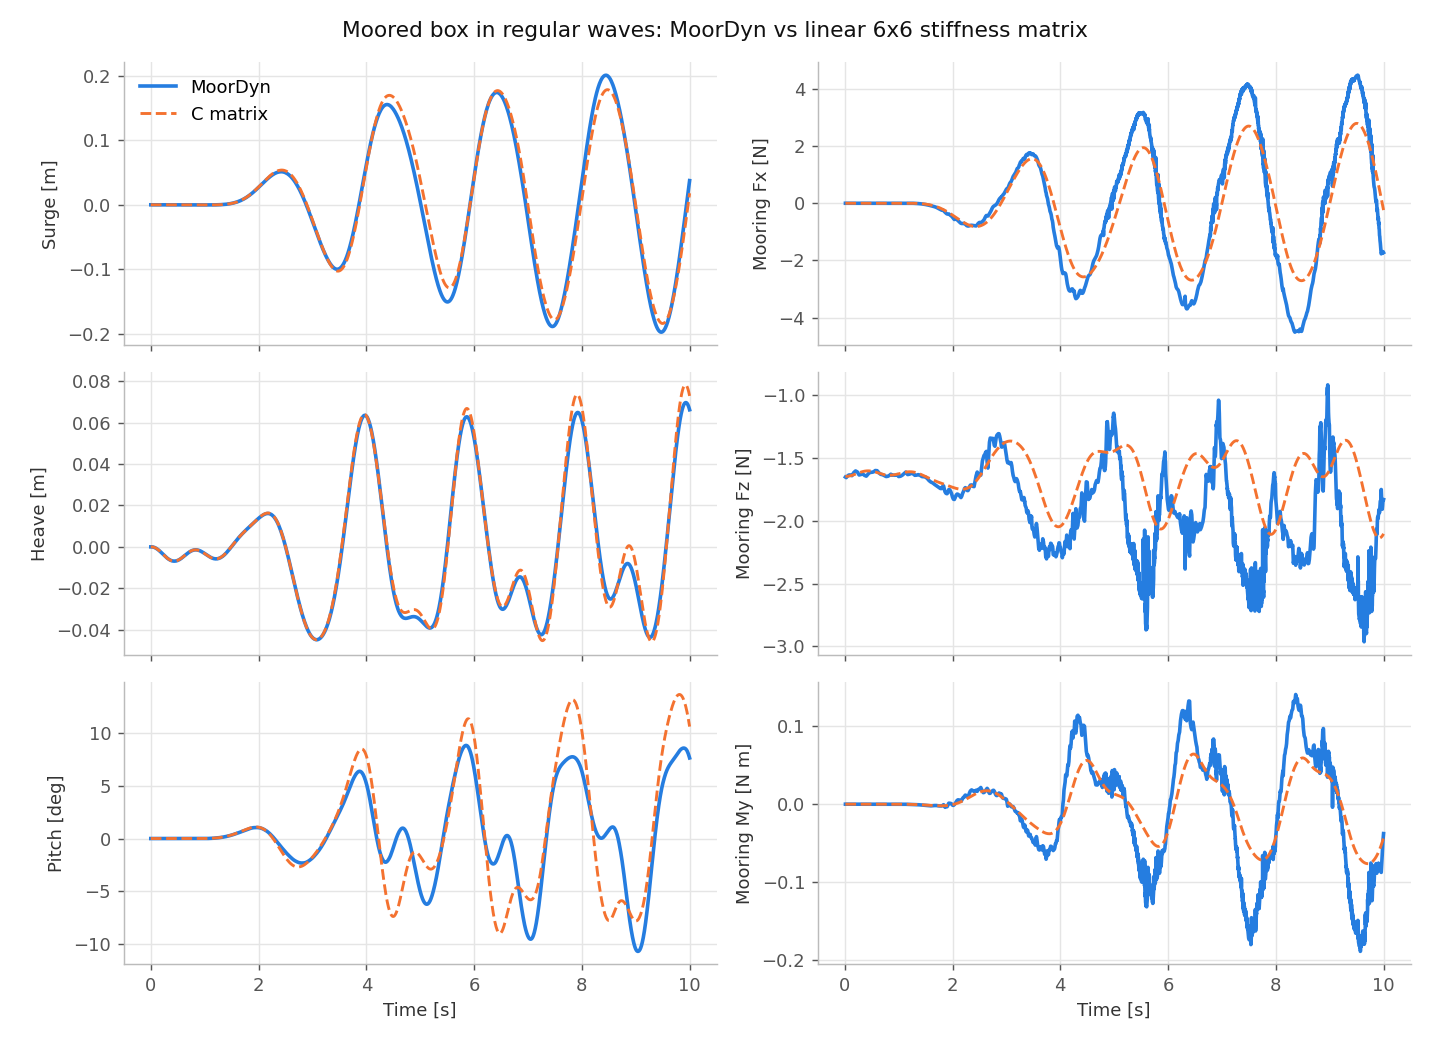 Moored box in regular waves: MoorDyn vs linear 6x6 stiffness matrix
MoorDyn
C matrix
Surge [m]
0.2
0.1
0.0
−0.1
−0.2
Mooring Fx [N]
4
2
0
−2
−4
Heave [m]
0.08
0.06
0.04
0.02
0.00
−0.02
−0.04
Mooring Fz [N]
−1.0
−1.5
−2.0
−2.5
−3.0
Pitch [deg]
10
5
0
−5
−10
0 2 4 6 8 10
Time [s]
Mooring My [N m]
0.1
0.0
−0.1
−0.2
0 2 4 6 8 10
Time [s]